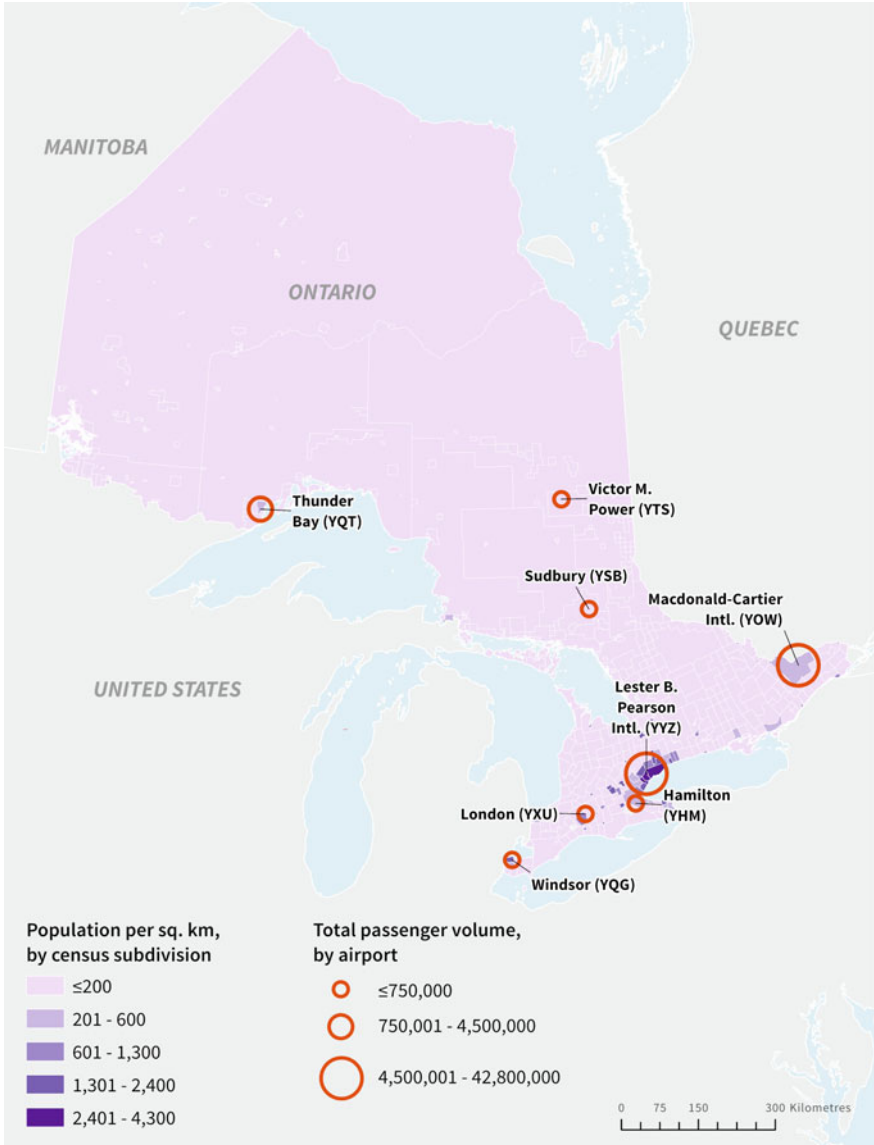 MANITOBA
ONTARIO
QUEBEC
Thunder
Bay (YQT)
Victor M.
Power (YTS)
Sudbury (YSB)
Macdonald-Cartier
Intl. (YOW)
UNITED STATES
Lester B.
Pearson
Intl. (YYZ)
London (YXU)
Hamilton
(YHM)
Windsor (YQG)
Population per sq. km,
by census subdivision
≤200
201 - 600
601 - 1,300
1,301 - 2,400
2,401 - 4,300
Total passenger volume,
by airport
≤750,000
750,001 - 4,500,000
4,500,001 - 42,800,000
0 75 150 300 Kilometres